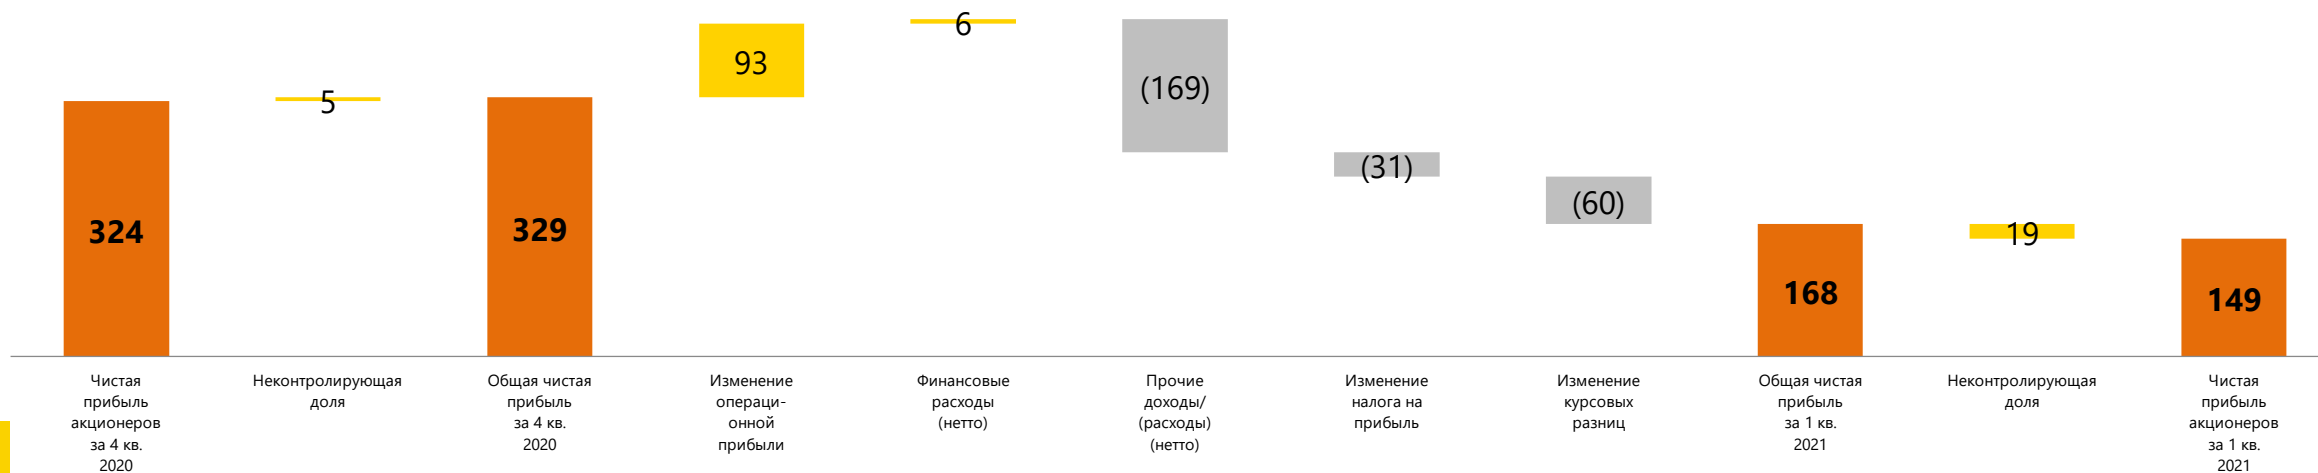 324
5
329
93
6
(169)
(31)
(60)
168
19
149
Чистая
прибыль
акционеров
за 4 кв.
2020
Неконтролирующая
доля
Общая чистая
прибыль
за 4 кв.
2020
Изменение
операци-
онной
прибыли
Финансовые
расходы
(нетто)
Прочие
доходы/
(расходы)
(нетто)
Изменение
налога на
прибыль
Изменение
курсовых
разниц
Общая чистая
прибыль
за 1 кв.
2021
Неконтролирующая
доля
Чистая
прибыль
акционеров
за 1 кв.
2021